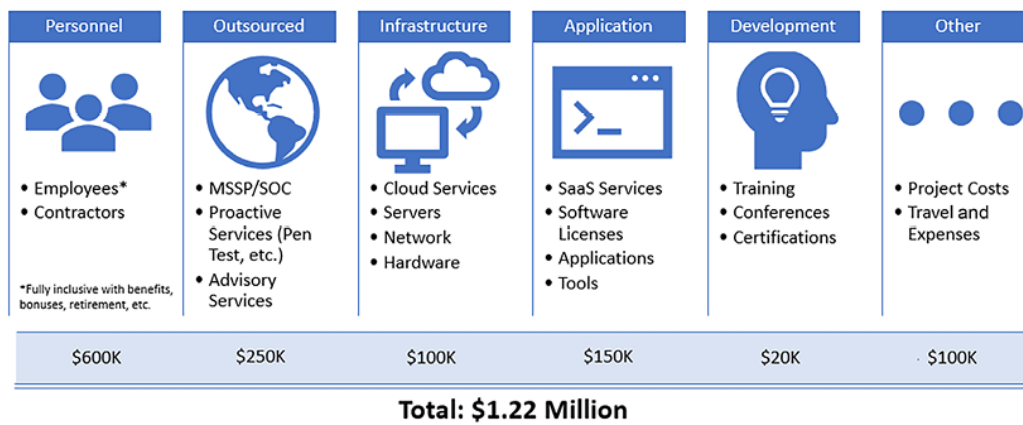 Personnel
Outsourced
Infrastructure
Application
Development
Other
>_
• Employees*
• Contractors
*Fully inclusive with benefits,
bonuses, retirement, etc.
• MSSP/SOC
• Proactive
Services (Pen
Test, etc.)
• Advisory
Services
• Cloud Services
• Servers
• Network
• Hardware
• SaaS Services
• Software
Licenses
• Applications
• Tools
• Training
• Conferences
• Certifications
• Project Costs
• Travel and
Expenses
$600K
$250K
$100K
$150K
$20K
$100K
Total: $1.22 Million